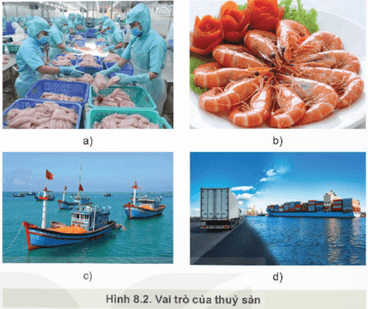 a)
b)
c)
d)
Hình 8.2. Vai trò của thuỷ sản